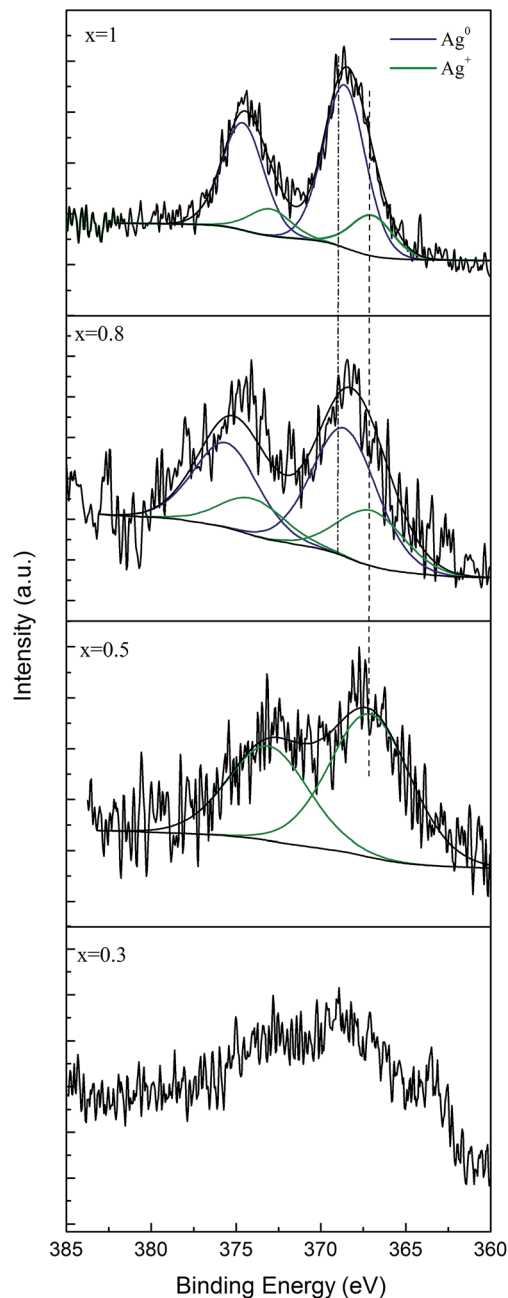 x=1
Ag⁰
Ag⁺
x=0.8
x=0.5
x=0.3
Intensity (a.u.)
385 380 375 370 365 360
Binding Energy (eV)